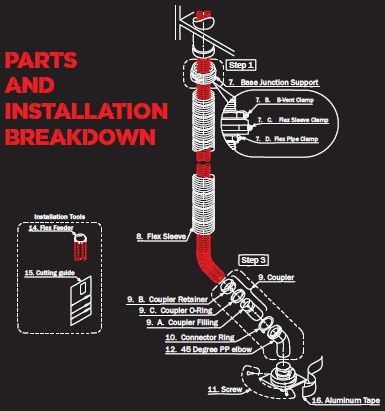 PARTS
AND
INSTALLATION
BREAKDOWN
Step 1
7. Base Junction Support
7. B. B-Vent Clamp
7. C. Flex Sleeve Clamp
7. D. Flex Pipe Clamp
Installation Tools
14. Flex Feeder
15. Cutting guide
8. Flex Sleeve
Step 3
9. Coupler
9. B. Coupler Retainer
9. C. Coupler O-Ring
9. A. Coupler Filling
10. Connector Ring
12. 45 Degree PP elbow
11. Screw
16. Aluminum Tape